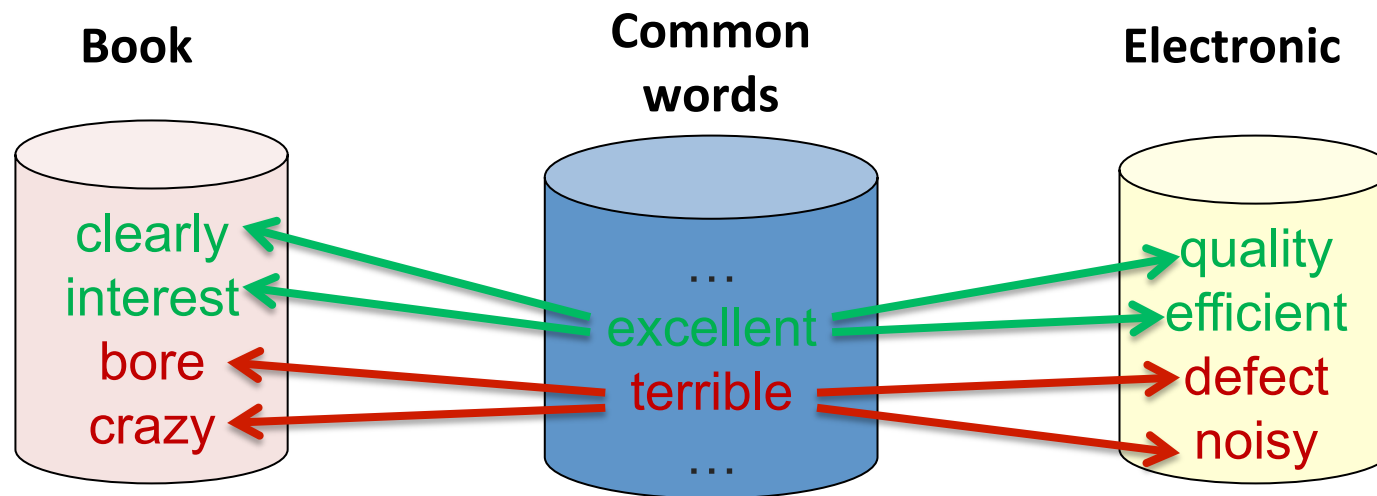 Book
Common
words
Electronic
clearly
interest
bore
crazy
...
excellent
terrible
...
quality
efficient
defect
noisy